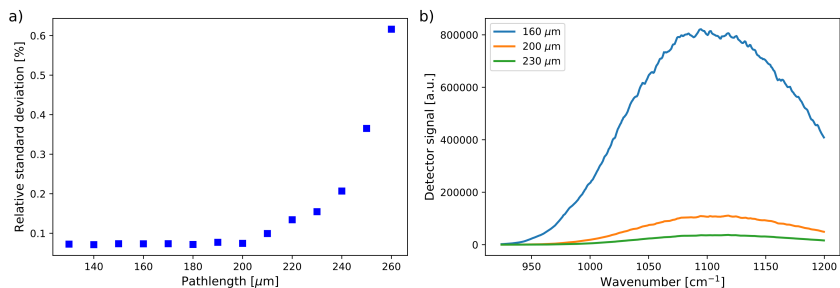 a)
Relative standard deviation [%]
0.6
0.5
0.4
0.3
0.2
0.1
140 160 180 200 220 240 260
Pathlength [μm]
b)
Detector signal [a.u.]
800000
600000
400000
200000
0
160 μm
200 μm
230 μm
950 1000 1050 1100 1150 1200
Wavenumber [cm⁻¹]